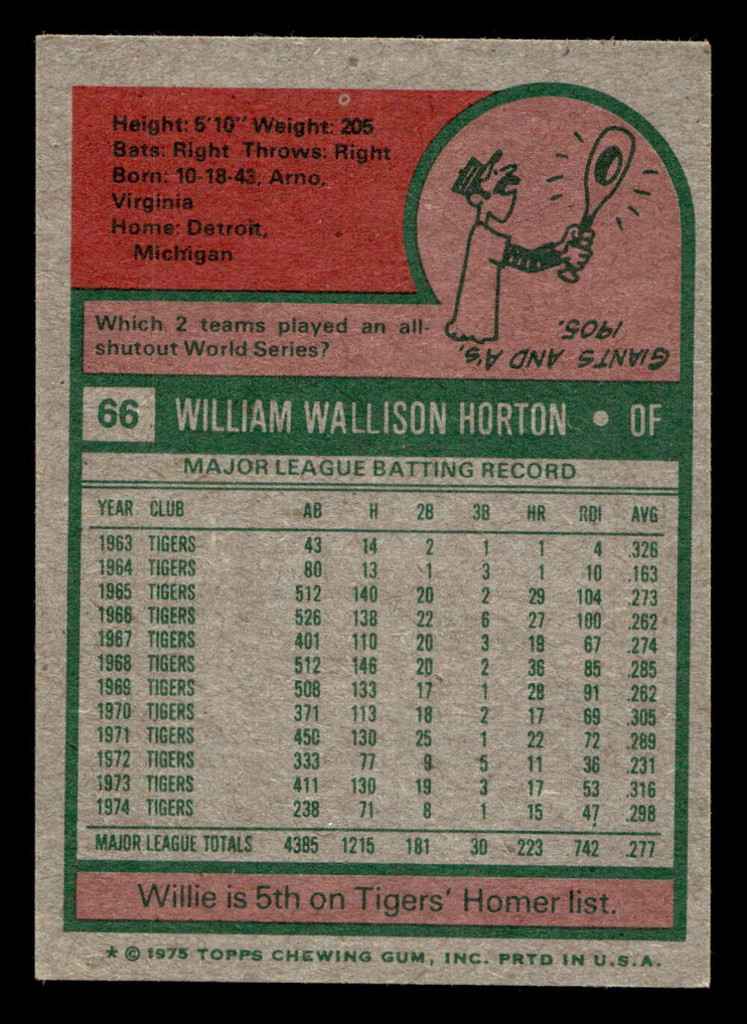 Height: 5'10" Weight: 205
Bats: Right Throws: Right
Born: 10-18-43, Arno,
Virginia
Home: Detroit,
Michigan
Which 2 teams played an all-
shutout World Series?
GIANTS AND A'S,
1905.
66 WILLIAM WALLISON HORTON • OF
MAJOR LEAGUE BATTING RECORD
YEAR CLUB AB H 2B 3B HR RBI AVG
1963 TIGERS 43 14 2 1 1 4 .326
1964 TIGERS 80 13 1 3 1 10 .163
1965 TIGERS 512 140 20 2 29 104 .273
1966 TIGERS 526 138 22 6 27 100 .262
1967 TIGERS 401 110 20 3 19 67 .274
1968 TIGERS 512 146 20 2 36 85 .285
1969 TIGERS 508 133 17 1 28 91 .262
1970 TIGERS 371 113 18 2 17 69 .305
1971 TIGERS 450 130 25 1 22 72 .289
1972 TIGERS 333 77 9 5 11 36 .231
1973 TIGERS 411 130 19 3 17 53 .316
1974 TIGERS 238 71 8 1 15 47 .298
MAJOR LEAGUE TOTALS 4385 1215 181 30 223 742 .277
Willie is 5th on Tigers' Homer list.
* © 1975 TOPPS CHEWING GUM, INC. PRTD IN U.S.A.